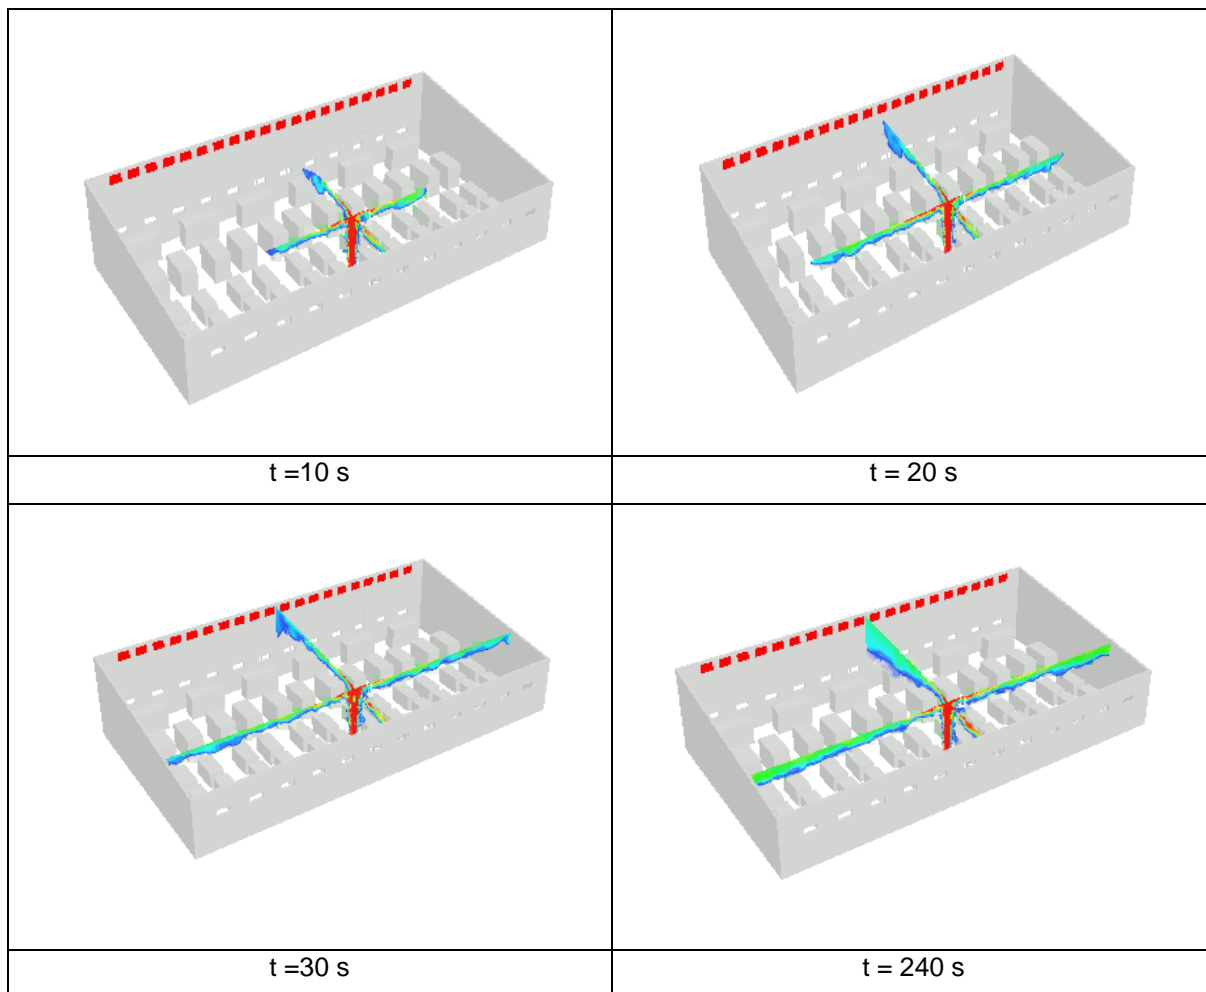 t =10 s
t = 20 s
t =30 s
t = 240 s